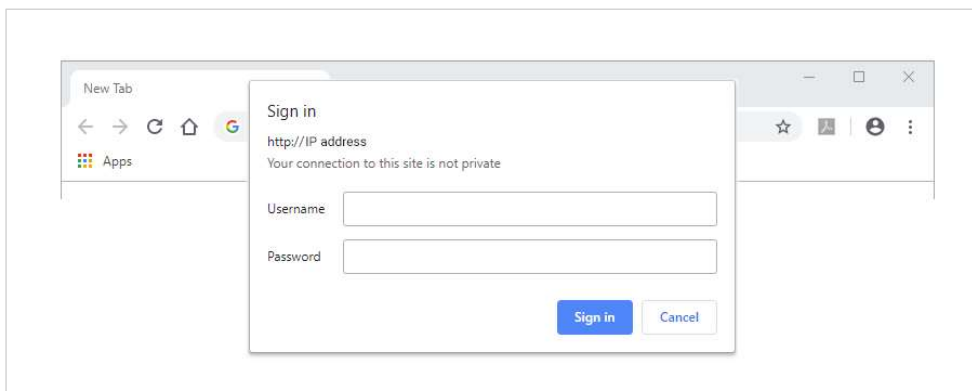 New Tab
Sign in
http://IP address
Your connection to this site is not private
Apps
Username
Password
Sign in
Cancel